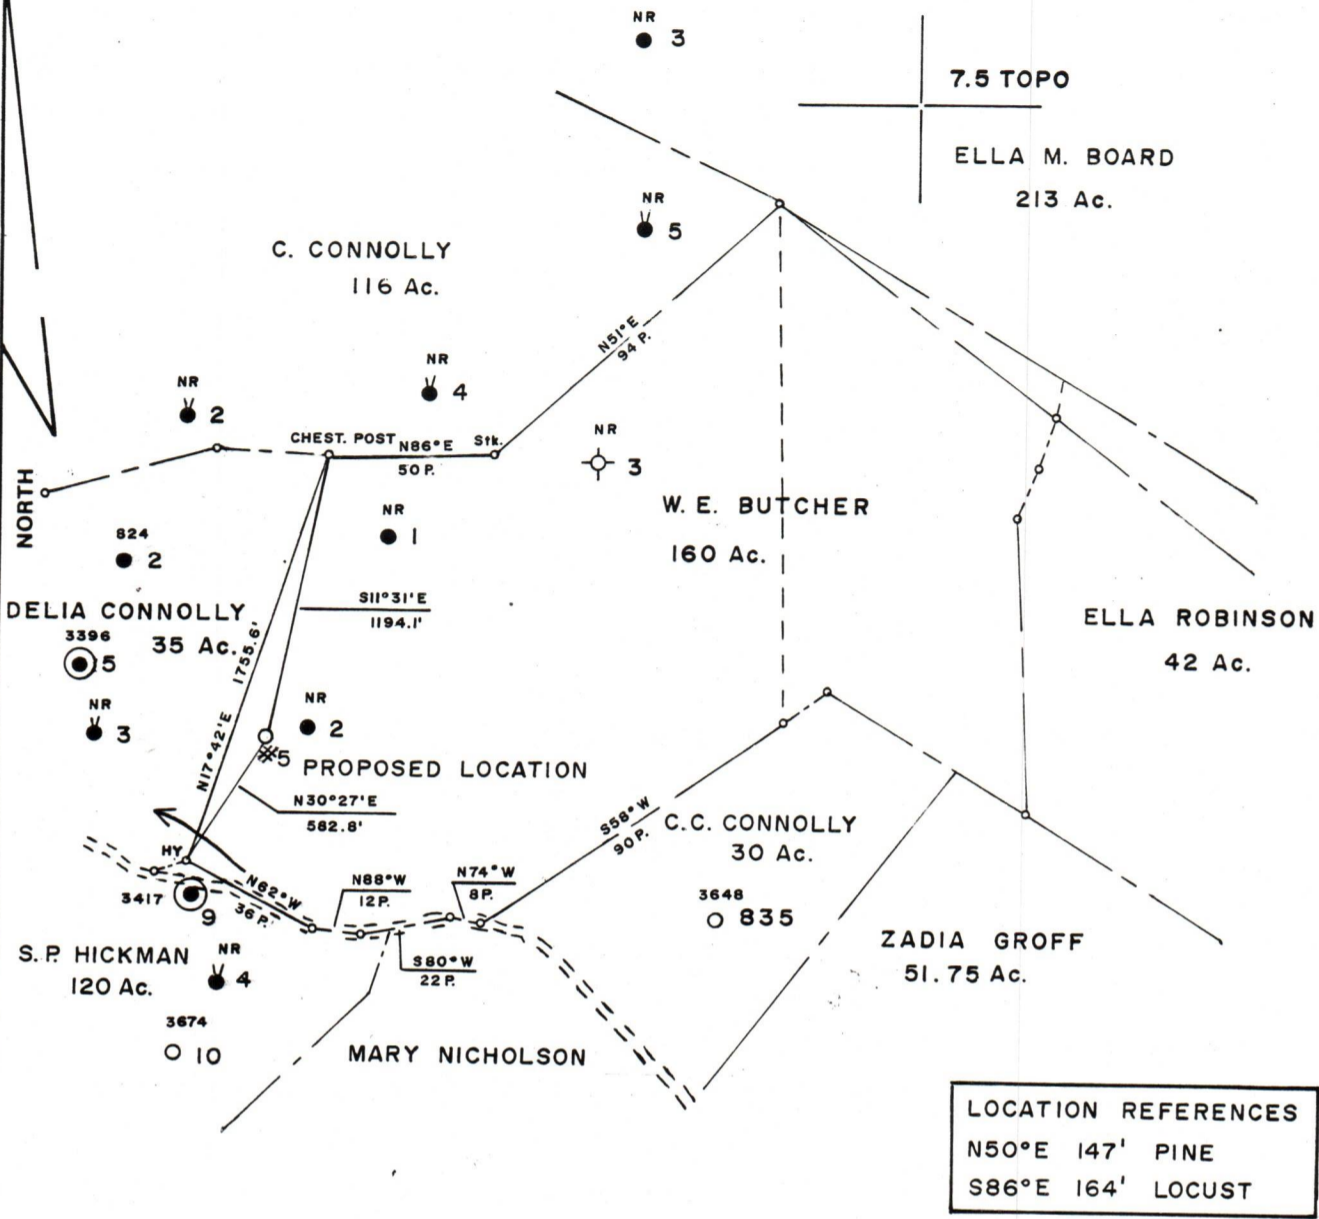 NR
3
7.5 TOPO
ELLA M. BOARD
213 Ac.
NR
5
C. CONNOLLY
116 Ac.
N51°E
94 P.
NR
4
NR
2
CHEST. POST
N86°E
50 P.
Stk.
NR
3
NORTH
W. E. BUTCHER
160 Ac.
824
2
NR
1
S11°31'E
1194.1'
DELIA CONNOLLY
35 Ac.
3396
5
1755.6'
N17°42'E
ELLA ROBINSON
42 Ac.
NR
3
NR
2
#5
PROPOSED LOCATION
N30°27'E
582.8'
S58°W
90 P.
C.C. CONNOLLY
30 Ac.
HY
N62°W
36 P.
N88°W
12 P.
N74°W
8 P.
3417
9
3648
835
S.P. HICKMAN
120 Ac.
NR
4
S80°W
22 P.
ZADIA GROFF
51.75 Ac.
3674
10
MARY NICHOLSON
LOCATION REFERENCES
N50°E 147' PINE
S86°E 164' LOCUST